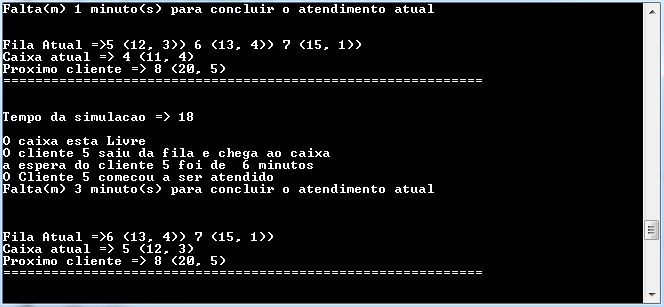 Falta(m) 1 minuto(s) para concluir o atendimento atual
Fila Atual =>5 (12, 3)) 6 (13, 4)) 7 (15, 1))
Caixa atual => 4 (11, 4)
Proximo cliente => 8 (20, 5)
============================================================
Tempo da simulacao => 18
O caixa esta Livre
O cliente 5 saiu da fila e chega ao caixa
a espera do cliente 5 foi de  6 minutos
O Cliente 5 comecou a ser atendido
Falta(m) 3 minuto(s) para concluir o atendimento atual
Fila Atual =>6 (13, 4)) 7 (15, 1))
Caixa atual => 5 (12, 3)
Proximo cliente => 8 (20, 5)
============================================================